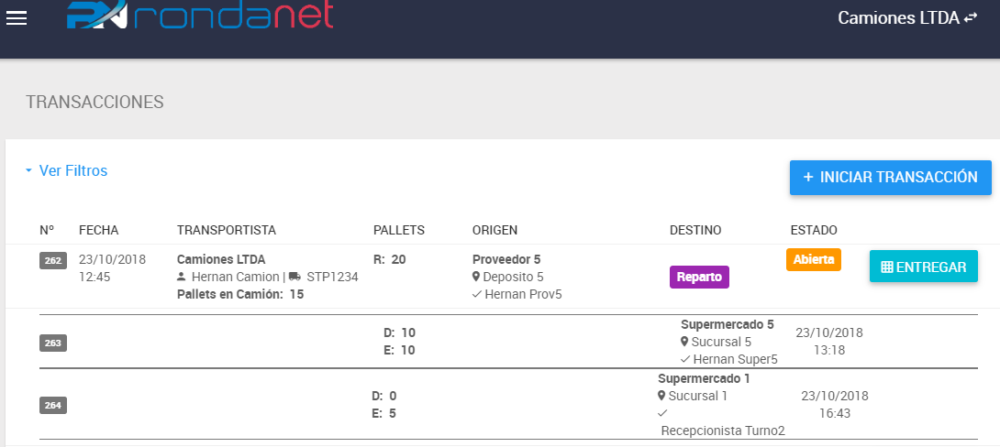 rondanet
Camiones LTDA
TRANSACCIONES
Ver Filtros
+ INICIAR TRANSACCIÓN
Nº FECHA TRANSPORTISTA PALLETS ORIGEN DESTINO ESTADO
262 23/10/2018 Camiones LTDA R: 20 Proveedor 5 Abierta ENTREGAR
12:45 Hernan Camion | STP1234 Deposito 5 Reparto
Pallets en Camión: 15 Hernan Prov5
Supermercado 5
263 D: 10 Sucursal 5 23/10/2018
E: 10 Hernan Super5 13:18
Supermercado 1
264 D: 0 Sucursal 1 23/10/2018
E: 5 16:43
Recepcionista Turno2